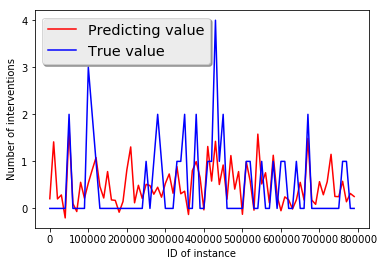 Predicting value
True value
Number of interventions
4
3
2
1
0
0 100000 200000 300000 400000 500000 600000 700000 800000
ID of instance